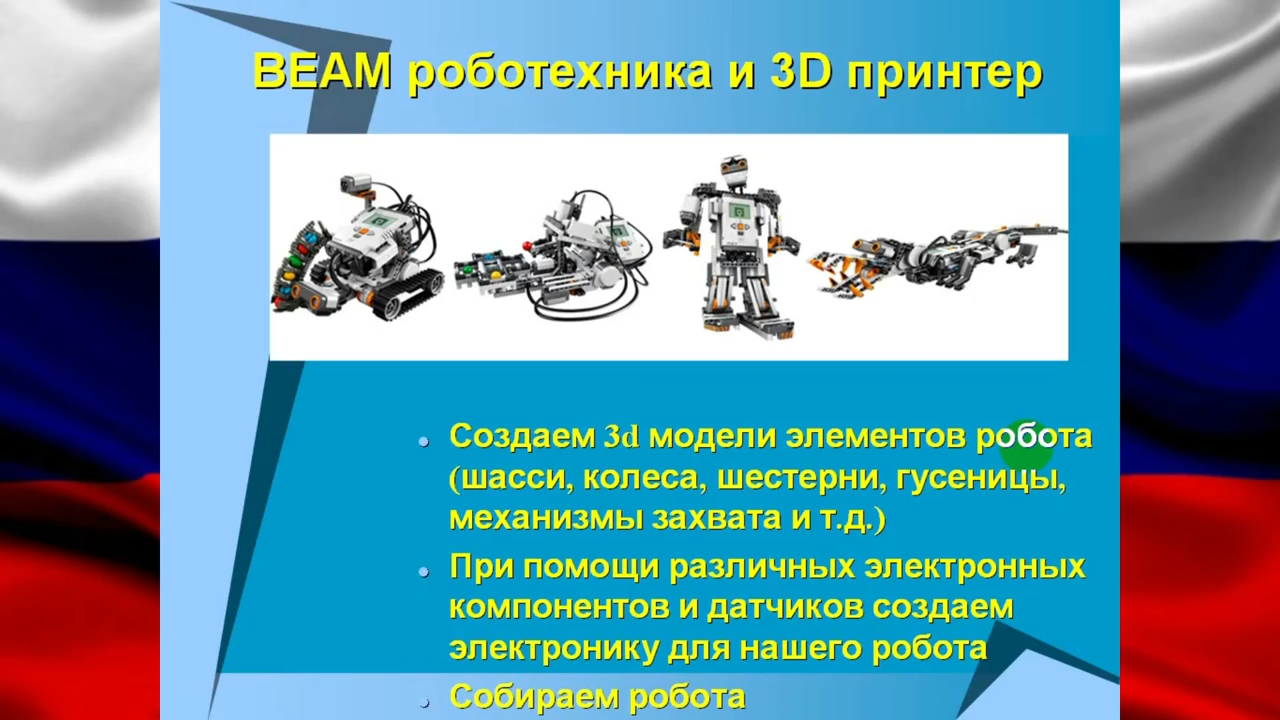 BEAM роботехника и 3D принтер
Создаем 3d модели элементов робота
(шасси, колеса, шестерни, гусеницы,
механизмы захвата и т.д.)
При помощи различных электронных
компонентов и датчиков создаем
электронику для нашего робота
Собираем робота